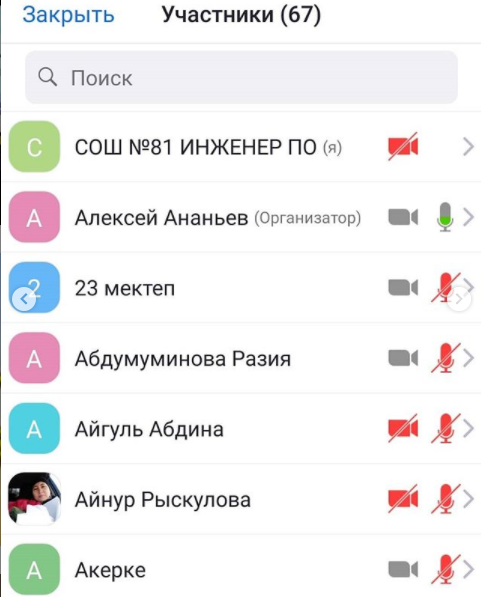 Закрыть Участники (67)
Поиск
С СОШ №81 ИНЖЕНЕР ПО (я)
А Алексей Ананьев (Организатор)
2 23 мектеп
А Абдумуминова Разия
А Айгуль Абдина
Айнур Рыскулова
А Акерке